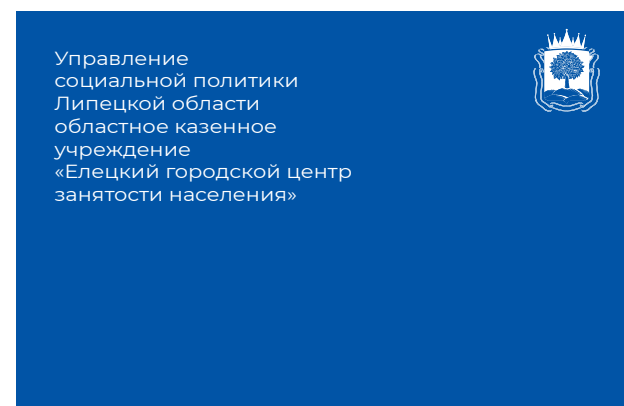 Управление
социальной политики
Липецкой области
областное казенное
учреждение
«Елецкий городской центр
занятости населения»